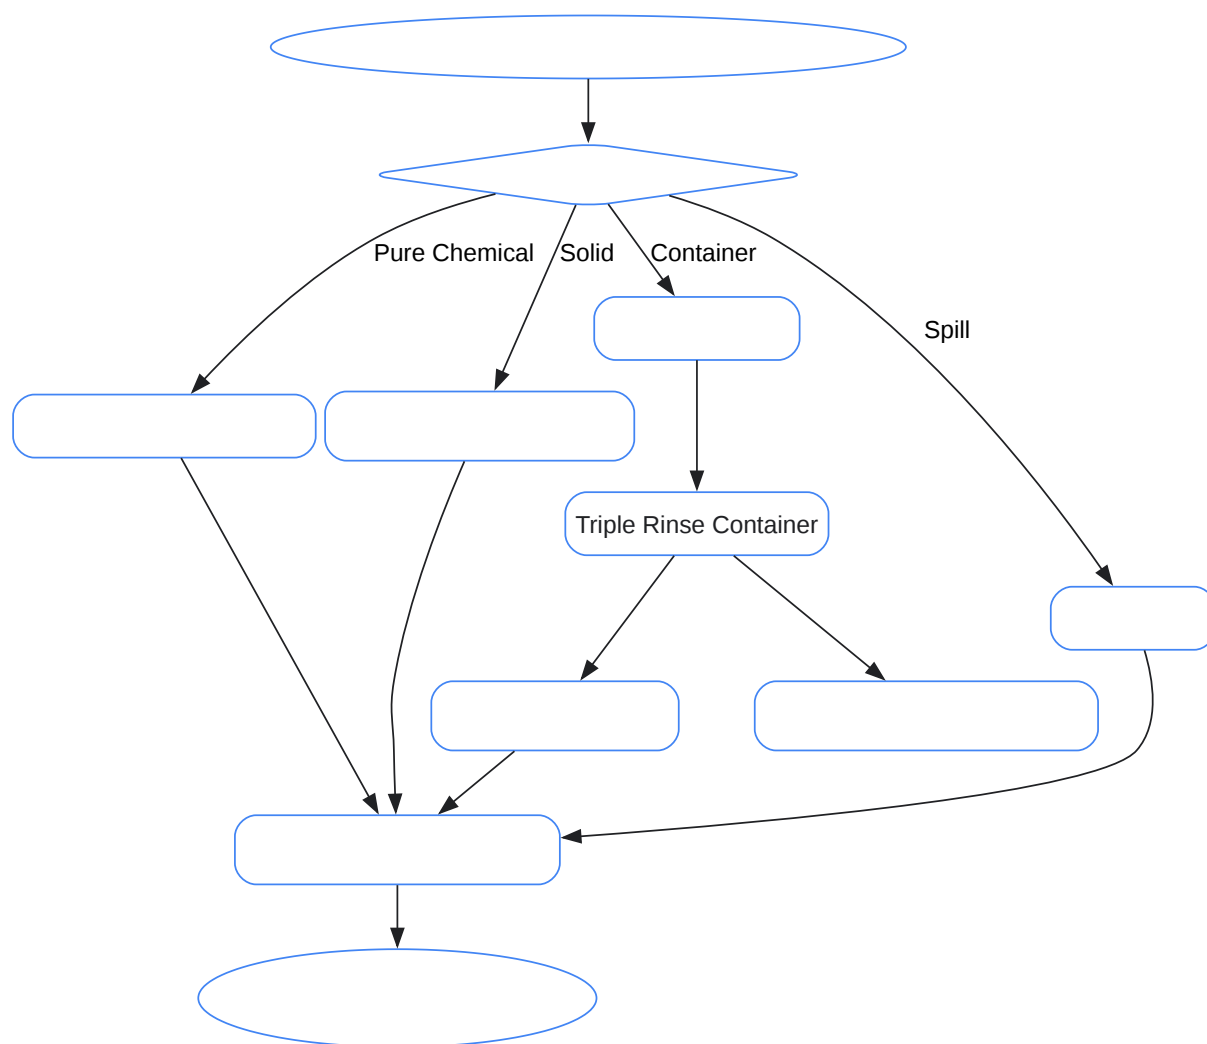 Pure Chemical
Solid
Container
Spill
Triple Rinse Container